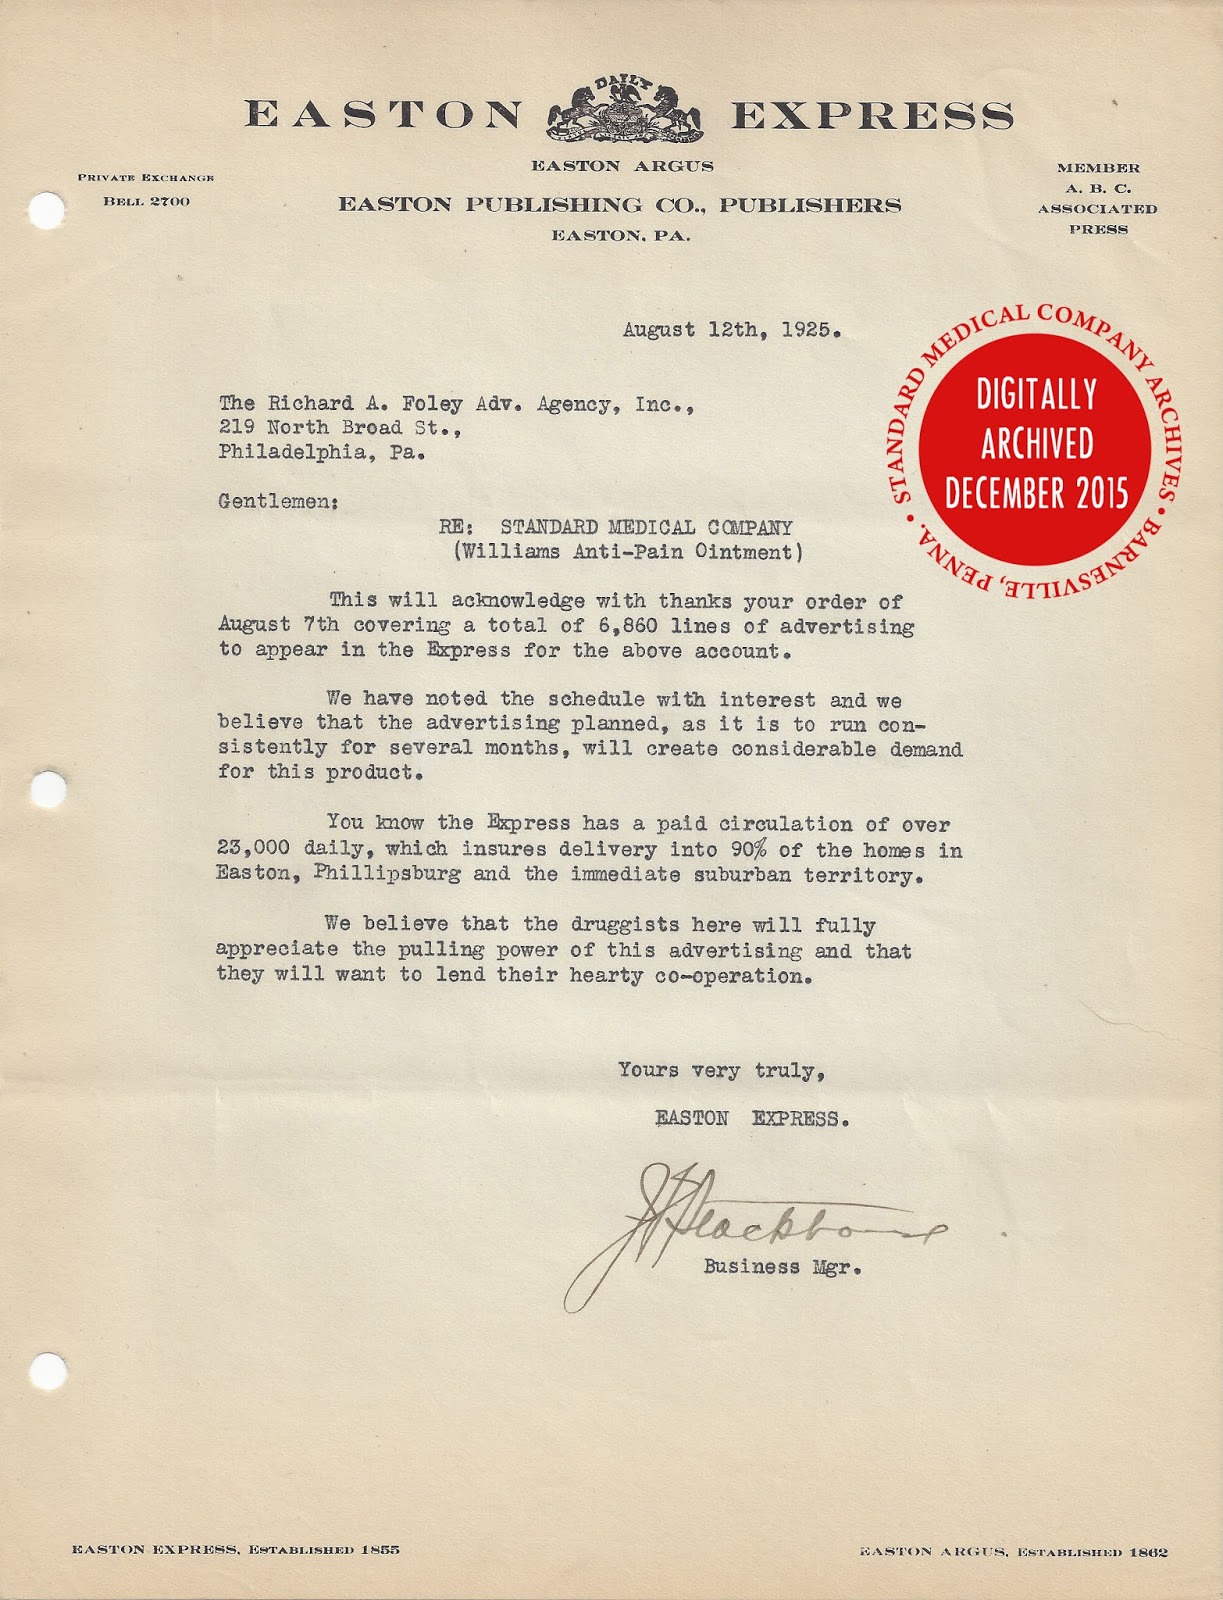 EASTON DAILY EXPRESS
EASTON ARGUS
EASTON PUBLISHING CO., PUBLISHERS
EASTON, PA.
PRIVATE EXCHANGE
BELL 2700
MEMBER
A. B. C.
ASSOCIATED
PRESS
August 12th, 1925.
STANDARD MEDICAL COMPANY ARCHIVES • BARNESVILLE, PENNA. •
DIGITALLY
ARCHIVED
DECEMBER 2015
The Richard A. Foley Adv. Agency, Inc.,
219 North Broad St.,
Philadelphia, Pa.
Gentlemen:
RE: STANDARD MEDICAL COMPANY
(Williams Anti-Pain Ointment)
This will acknowledge with thanks your order of
August 7th covering a total of 6,860 lines of advertising
to appear in the Express for the above account.
We have noted the schedule with interest and we
believe that the advertising planned, as it is to run con-
sistently for several months, will create considerable demand
for this product.
You know the Express has a paid circulation of over
23,000 daily, which insures delivery into 90% of the homes in
Easton, Phillipsburg and the immediate suburban territory.
We believe that the druggists here will fully
appreciate the pulling power of this advertising and that
they will want to lend their hearty co-operation.
Yours very truly,
EASTON EXPRESS.
Stackhouse
Business Mgr.
EASTON EXPRESS, ESTABLISHED 1855
EASTON ARGUS, ESTABLISHED 1862